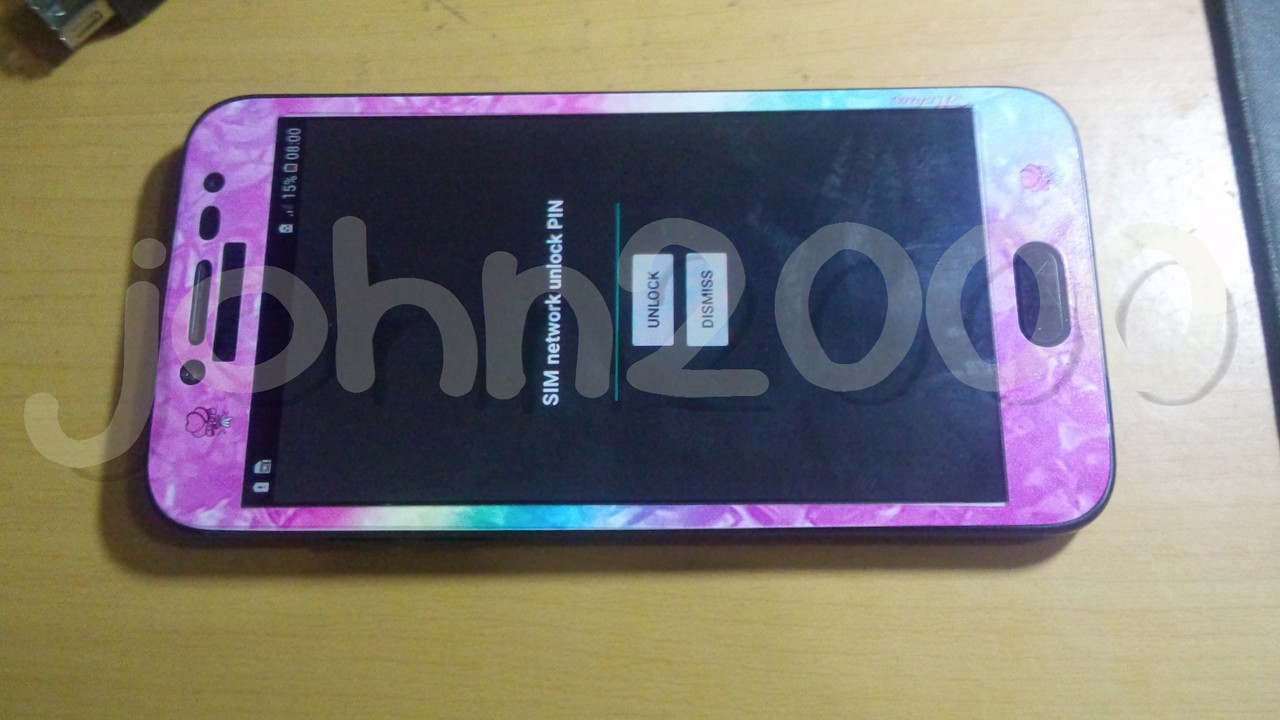 15% 08:00
SIM network unlock PIN
UNLOCK
DISMISS
john2000